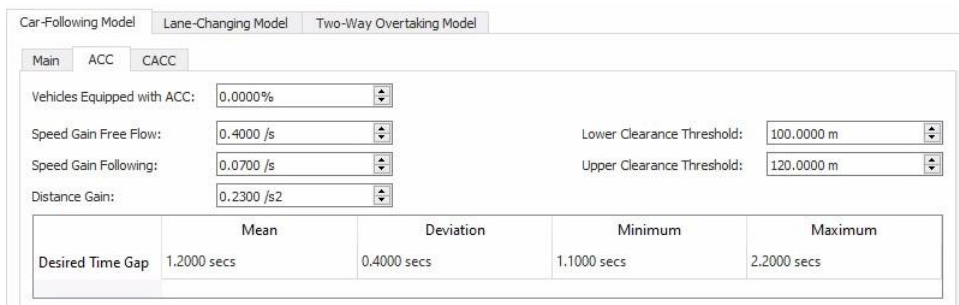 Car-Following Model Lane-Changing Model Two-Way Overtaking Model
Main ACC CACC
Vehicles Equipped with ACC: 0.0000%
Speed Gain Free Flow: 0.4000 /s Lower Clearance Threshold: 100.0000 m
Speed Gain Following: 0.0700 /s Upper Clearance Threshold: 120.0000 m
Distance Gain: 0.2300 /s2
Mean Deviation Minimum Maximum
Desired Time Gap 1.2000 secs 0.4000 secs 1.1000 secs 2.2000 secs